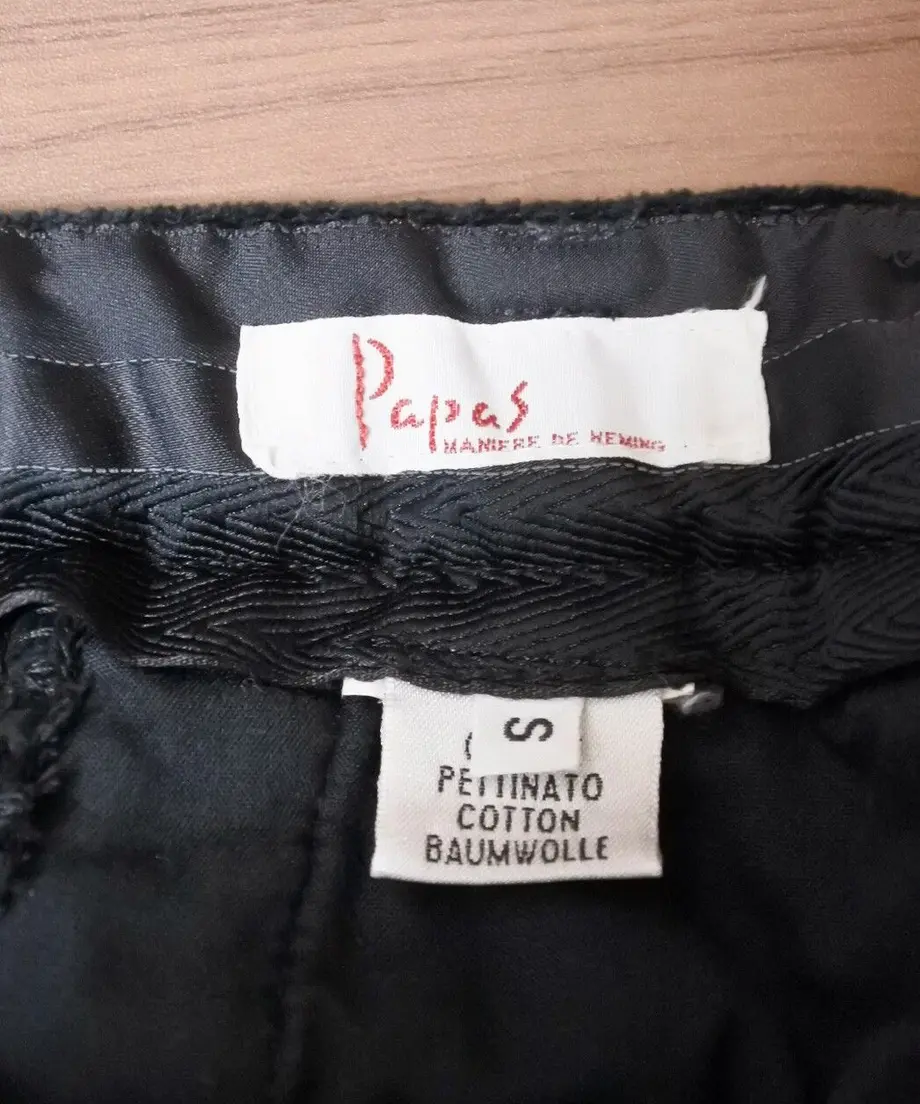 Papas
MANIERE DE HEMING
S
PETTINATO
COTTON
BAUMWOLLE